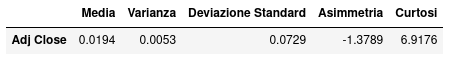 Media Varianza Deviazione Standard Asimmetria Curtosi
Adj Close 0.0194 0.0053 0.0729 -1.3789 6.9176